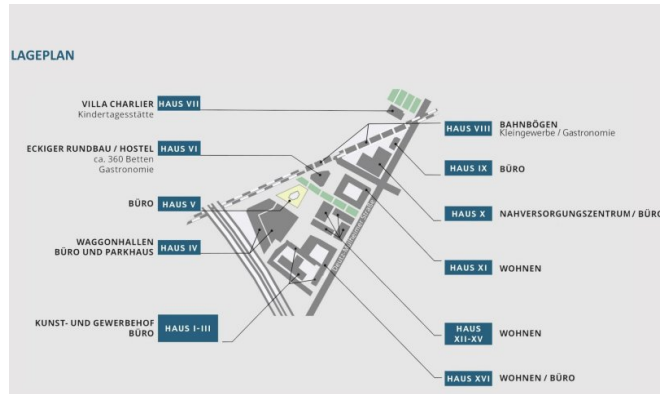 LAGEPLAN
VILLA CHARLIER HAUS VII
Kindertagesstätte
ECKIGER RUNDBAU / HOSTEL HAUS VI
ca. 360 Betten
Gastronomie
BÜRO HAUS V
WAGGONHALLEN
BÜRO UND PARKHAUS
HAUS IV
KUNST- UND GEWERBEHOF
BÜRO
HAUS I-III
HAUS VIII BAHNBÖGEN
Kleingewerbe / Gastronomie
HAUS IX BÜRO
HAUS X NAHVERSORGUNGSZENTRUM / BÜRO
HAUS XI WOHNEN
HAUS
XII-XV
WOHNEN
HAUS XVI WOHNEN / BÜRO